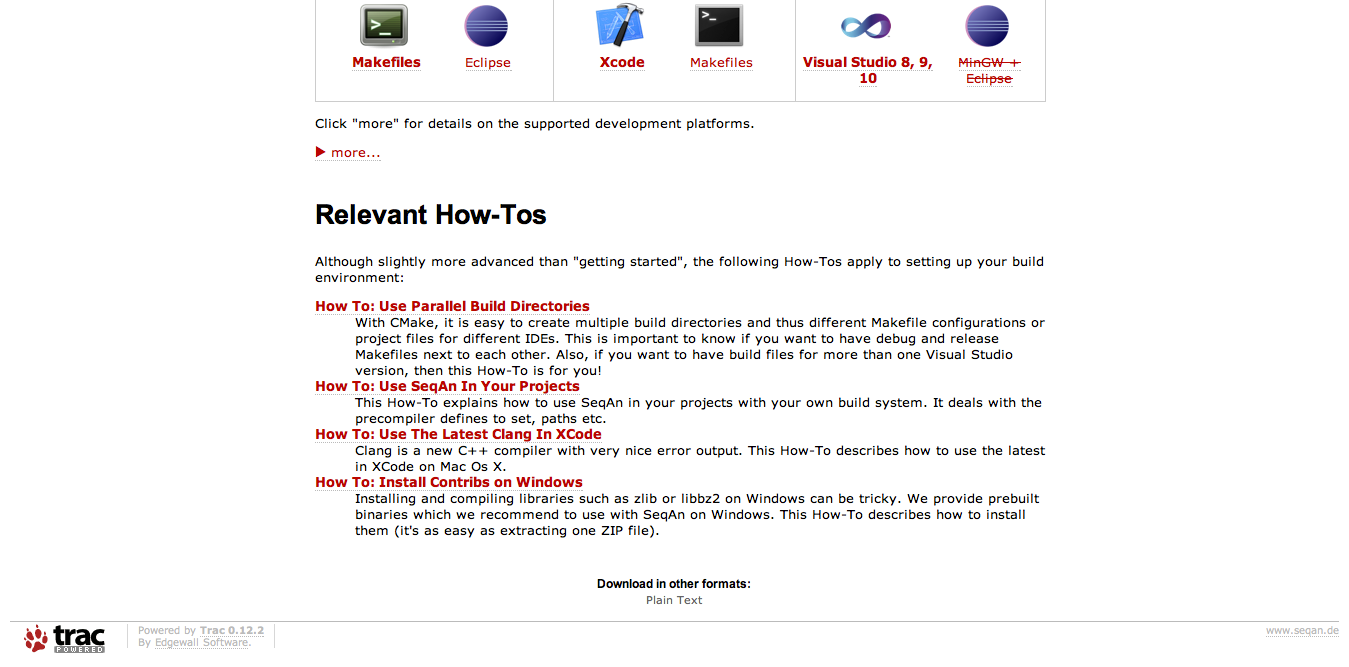 Makefiles
Eclipse
Xcode
Makefiles
Visual Studio 8, 9,
10
MinGW +
Eclipse
Click "more" for details on the supported development platforms.
more...
Relevant How-Tos
Although slightly more advanced than "getting started", the following How-Tos apply to setting up your build
environment:
How To: Use Parallel Build Directories
With CMake, it is easy to create multiple build directories and thus different Makefile configurations or
project files for different IDEs. This is important to know if you want to have debug and release
Makefiles next to each other. Also, if you want to have build files for more than one Visual Studio
version, then this How-To is for you!
How To: Use SeqAn In Your Projects
This How-To explains how to use SeqAn in your projects with your own build system. It deals with the
precompiler defines to set, paths etc.
How To: Use The Latest Clang In XCode
Clang is a new C++ compiler with very nice error output. This How-To describes how to use the latest
in XCode on Mac Os X.
How To: Install Contribs on Windows
Installing and compiling libraries such as zlib or libbz2 on Windows can be tricky. We provide prebuilt
binaries which we recommend to use with SeqAn on Windows. This How-To describes how to install
them (it's as easy as extracting one ZIP file).
Download in other formats:
Plain Text
trac
POWERED
Powered by Trac 0.12.2
By Edgewall Software.
www.seqan.de